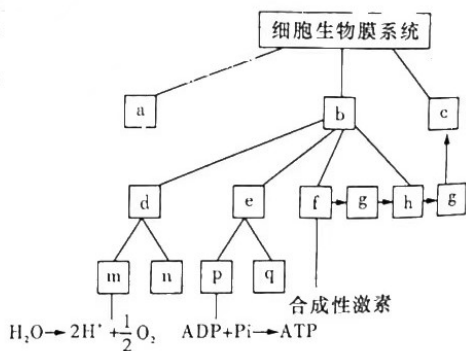 细胞生物膜系统
a b c
d e f g h g
m n p q
合成性激素
H₂O→2H⁺+½O₂ ADP+Pi→ATP